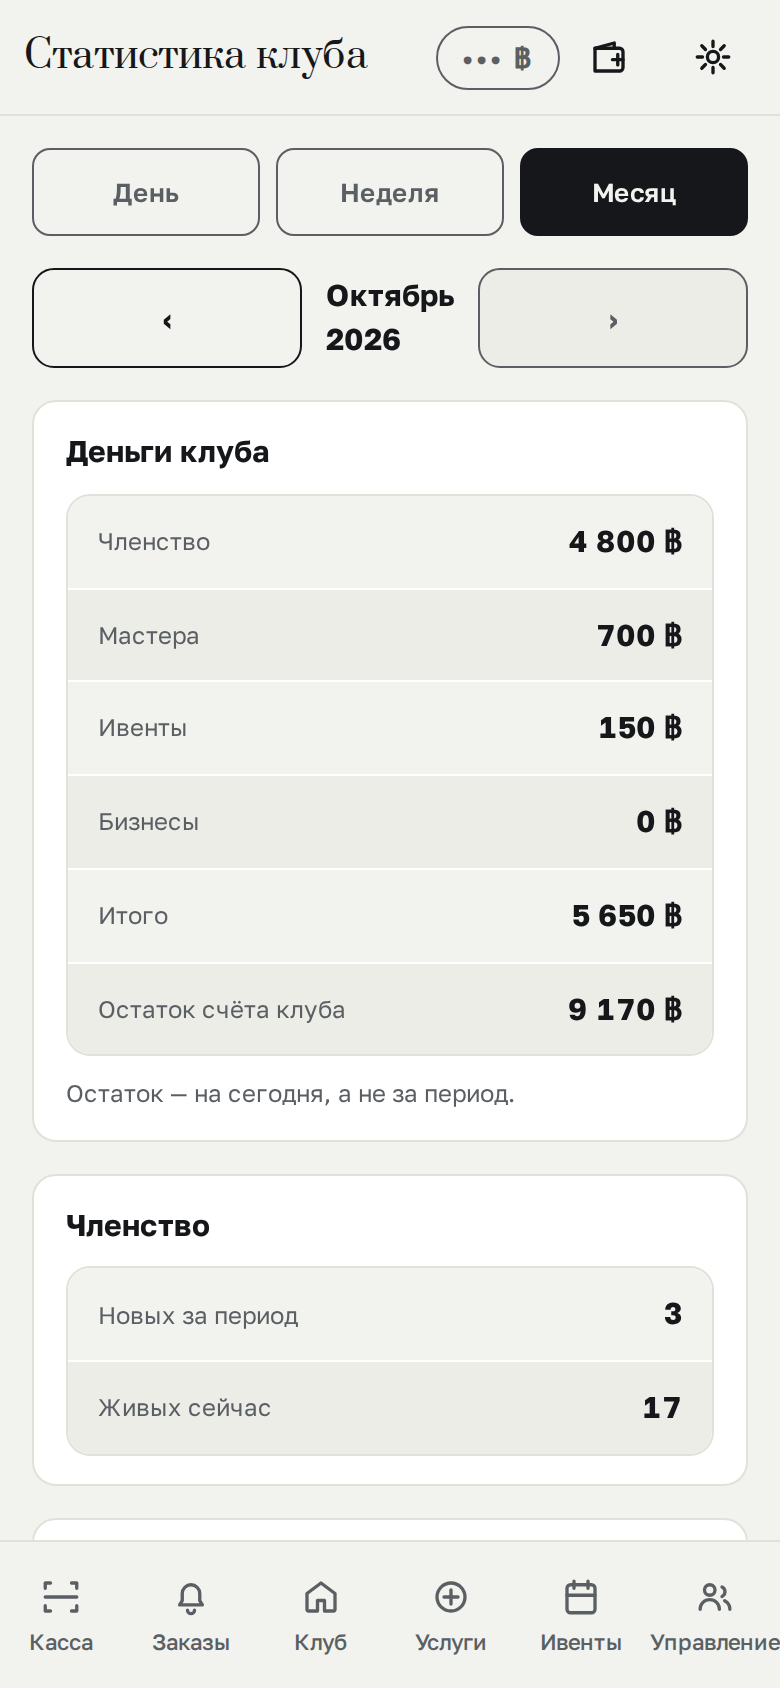 Статистика клуба
••• ฿
День
Неделя
Месяц
‹
Октябрь
2026
›
Деньги клуба
Членство 4 800 ฿
Мастера 700 ฿
Ивенты 150 ฿
Бизнесы 0 ฿
Итого 5 650 ฿
Остаток счёта клуба 9 170 ฿
Остаток — на сегодня, а не за период.
Членство
Новых за период 3
Живых сейчас 17
Касса
Заказы
Клуб
Услуги
Ивенты
Управление